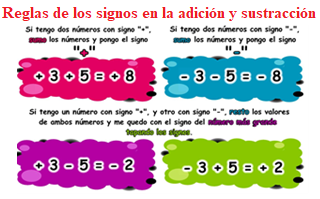 Reglas de los signos en la adición y sustracción
Si tengo dos números con signo "+",
sumo los números y pongo el signo
"+"
+ 3 + 5 = + 8
Si tengo dos números con signo "-",
sumo los números y pongo el signo
"-"
- 3 - 5 = - 8
Si tengo un número con signo "+", y otro con signo "-", resto los valores
de ambos números y me quedo con el signo del número más grande
tapando los signos.
+ 3 - 5 = - 2
- 3 + 5 = + 2